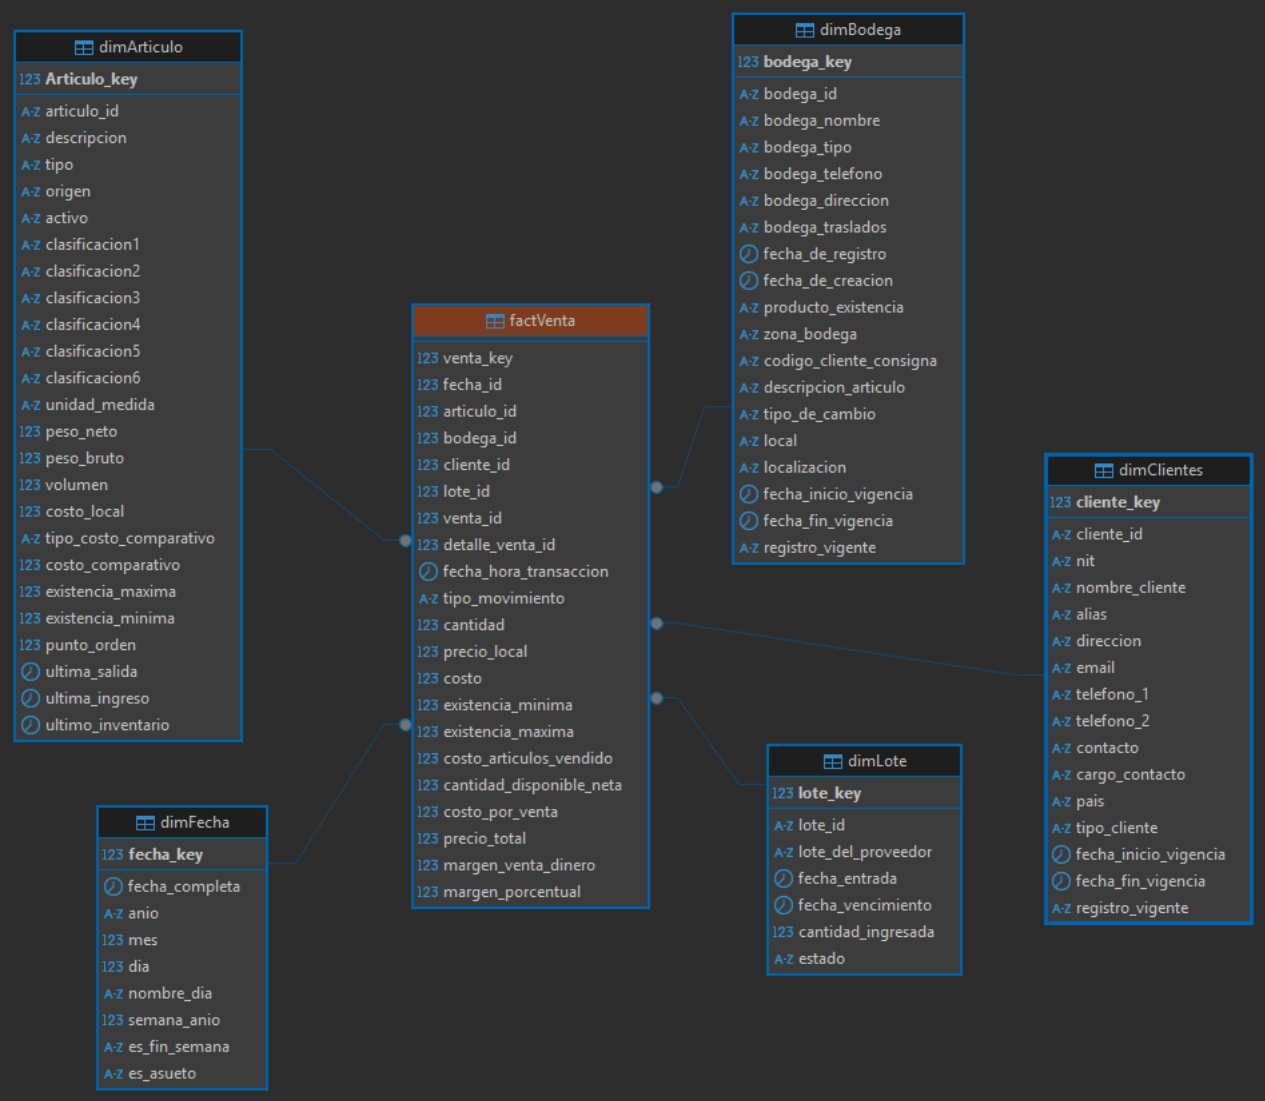 dimArticulo
123 Articulo_key
A-Z articulo_id
A-Z descripcion
A-Z tipo
A-Z origen
A-Z activo
A-Z clasificacion1
A-Z clasificacion2
A-Z clasificacion3
A-Z clasificacion4
A-Z clasificacion5
A-Z clasificacion6
A-Z unidad_medida
123 peso_neto
123 peso_bruto
123 volumen
123 costo_local
A-Z tipo_costo_comparativo
123 costo_comparativo
123 existencia_maxima
123 existencia_minima
123 punto_orden
ultima_salida
ultima_ingreso
ultimo_inventario
dimFecha
123 fecha_key
fecha_completa
A-Z anio
123 mes
123 dia
A-Z nombre_dia
123 semana_anio
A-Z es_fin_semana
A-Z es_asueto
factVenta
123 venta_key
123 fecha_id
123 articulo_id
123 bodega_id
123 cliente_id
123 lote_id
123 venta_id
123 detalle_venta_id
fecha_hora_transaccion
A-Z tipo_movimiento
123 cantidad
123 precio_local
123 costo
123 existencia_minima
123 existencia_maxima
123 costo_articulos_vendido
123 cantidad_disponible_neta
123 costo_por_venta
123 precio_total
123 margen_venta_dinero
123 margen_porcentual
dimBodega
123 bodega_key
A-Z bodega_id
A-Z bodega_nombre
A-Z bodega_tipo
A-Z bodega_telefono
A-Z bodega_direccion
A-Z bodega_traslados
fecha_de_registro
fecha_de_creacion
A-Z producto_existencia
A-Z zona_bodega
A-Z codigo_cliente_consigna
A-Z descripcion_articulo
A-Z tipo_de_cambio
A-Z local
A-Z localizacion
fecha_inicio_vigencia
fecha_fin_vigencia
A-Z registro_vigente
dimLote
123 lote_key
A-Z lote_id
A-Z lote_del_proveedor
fecha_entrada
fecha_vencimiento
123 cantidad_ingresada
A-Z estado
dimClientes
123 cliente_key
A-Z cliente_id
A-Z nit
A-Z nombre_cliente
A-Z alias
A-Z direccion
A-Z email
A-Z telefono_1
A-Z telefono_2
A-Z contacto
A-Z cargo_contacto
A-Z pais
A-Z tipo_cliente
fecha_inicio_vigencia
fecha_fin_vigencia
A-Z registro_vigente